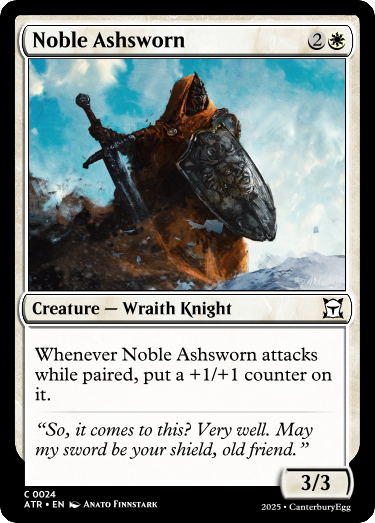 Noble Ashsworn 2
Creature — Wraith Knight
Whenever Noble Ashsworn attacks
while paired, put a +1/+1 counter on
it.
“So, it comes to this? Very well. May
my sword be your shield, old friend.”
3/3
C 0024
ATR • EN Anato Finnstark
2025 • CanterburyEgg